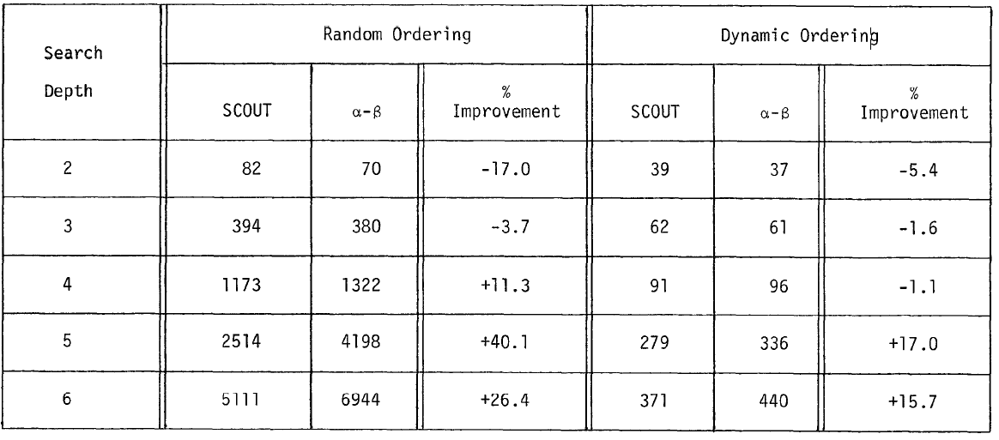 Random Ordering Dynamic Ordering
Search
Depth
SCOUT α-β % Improvement SCOUT α-β % Improvement
2 82 70 -17.0 39 37 -5.4
3 394 380 -3.7 62 61 -1.6
4 1173 1322 +11.3 91 96 -1.1
5 2514 4198 +40.1 279 336 +17.0
6 5111 6944 +26.4 371 440 +15.7